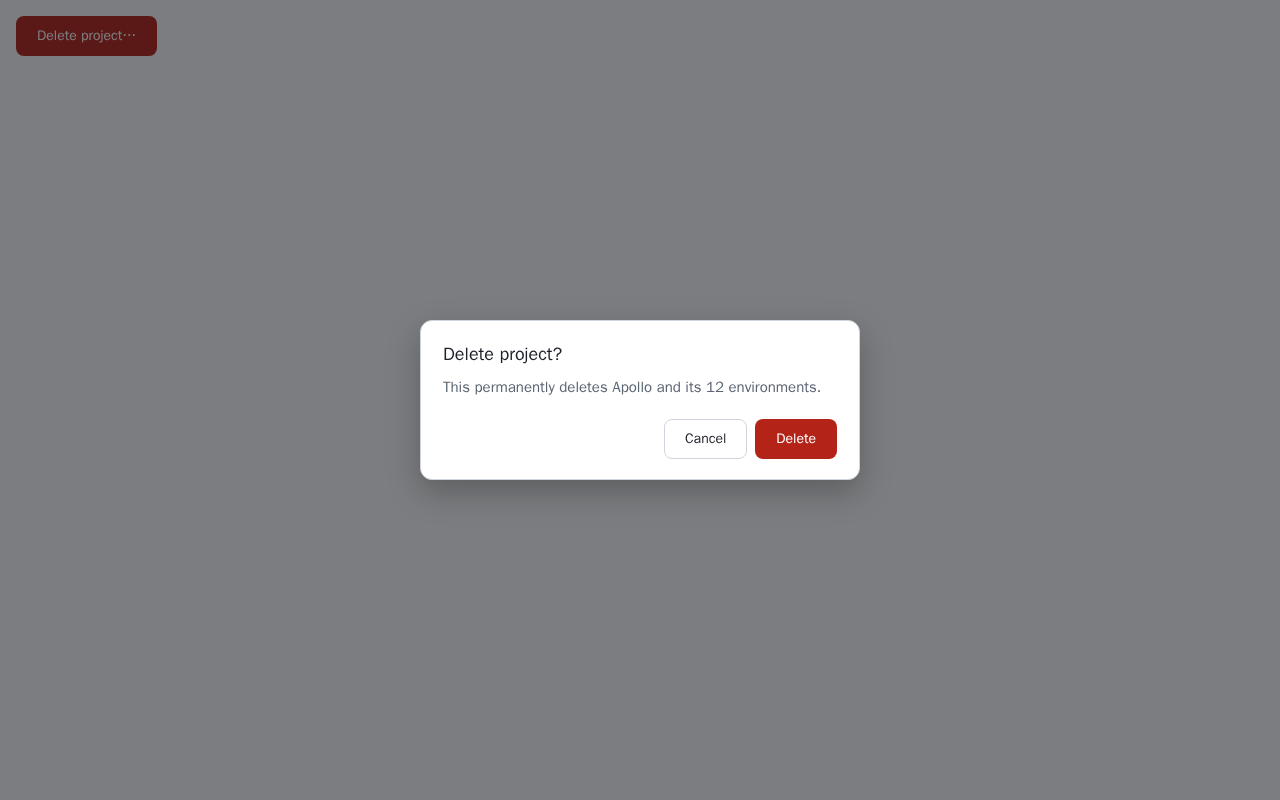 Delete project…
Delete project?
This permanently deletes Apollo and its 12 environments.
Cancel
Delete